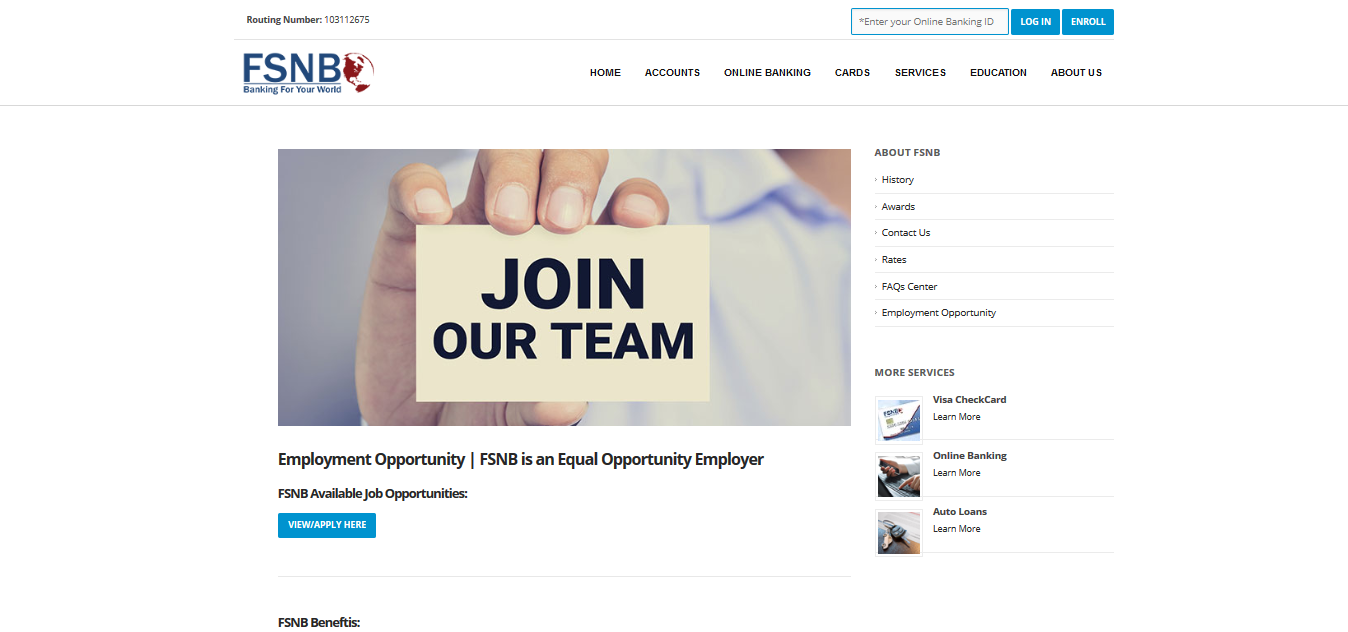 Routing Number: 103112675
*Enter your Online Banking ID
LOG IN
ENROLL
FSNB
Banking For Your World
HOME
ACCOUNTS
ONLINE BANKING
CARDS
SERVICES
EDUCATION
ABOUT US
JOIN
OUR TEAM
Employment Opportunity | FSNB is an Equal Opportunity Employer
FSNB Available Job Opportunities:
VIEW/APPLY HERE
FSNB Beneftis:
ABOUT FSNB
History
Awards
Contact Us
Rates
FAQs Center
Employment Opportunity
MORE SERVICES
FSNB
Visa CheckCard
Learn More
Online Banking
Learn More
Auto Loans
Learn More